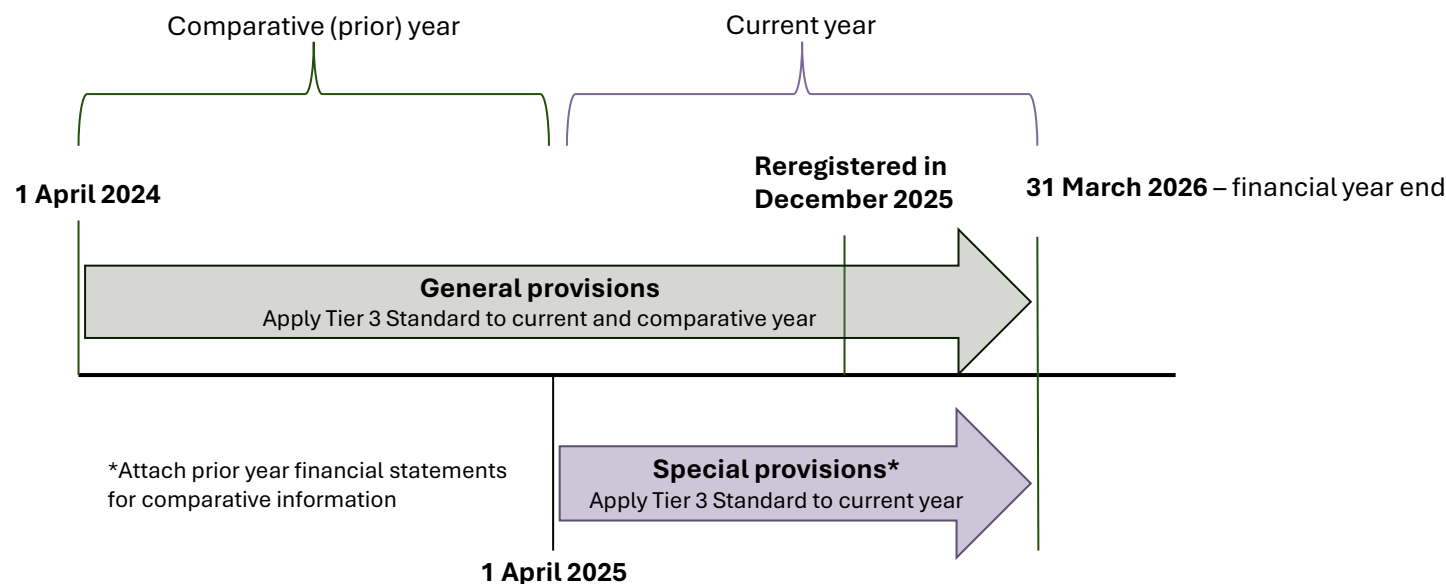 Comparative (prior) year
Current year
1 April 2024
Reregistered in
December 2025
31 March 2026 – financial year end
General provisions
Apply Tier 3 Standard to current and comparative year
*Attach prior year financial statements
for comparative information
Special provisions*
Apply Tier 3 Standard to current year
1 April 2025